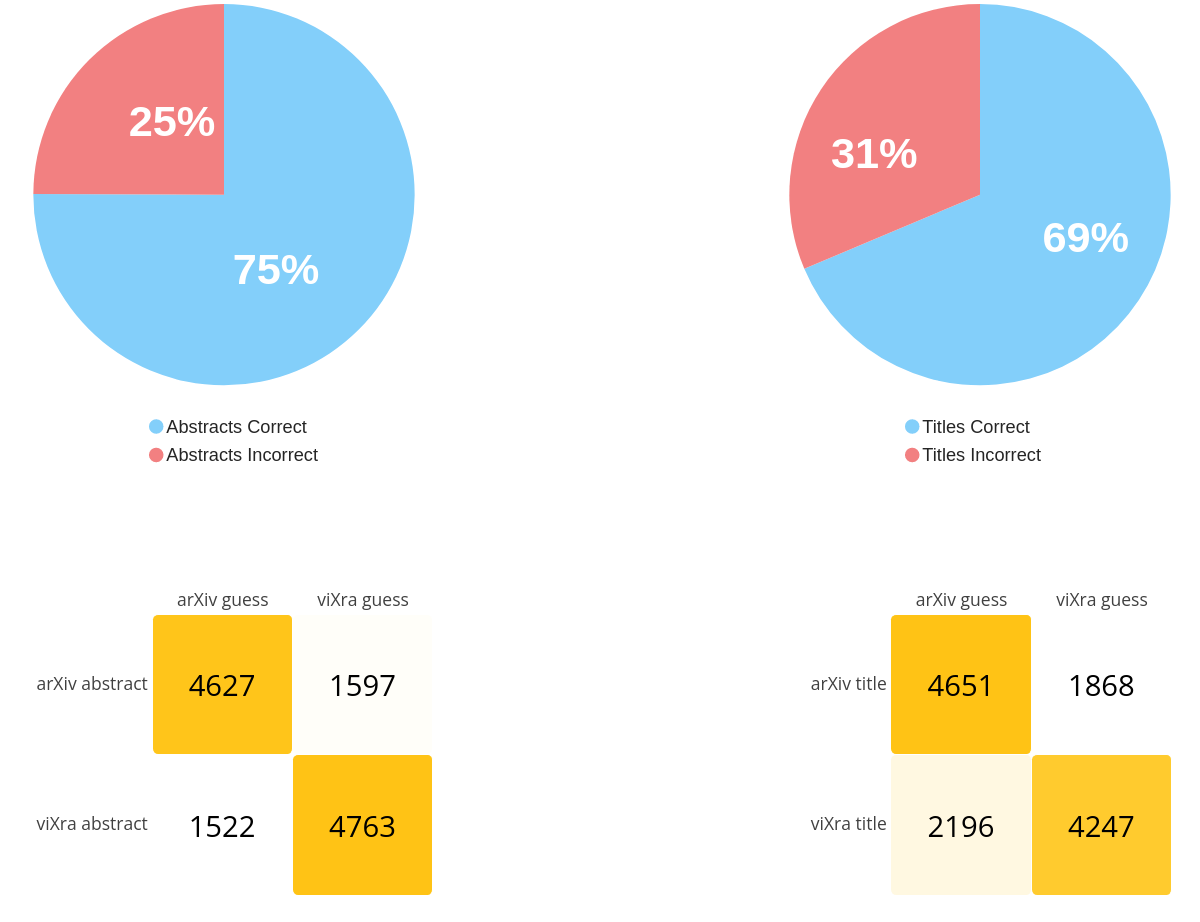 25%
75%
Abstracts Correct
Abstracts Incorrect
31%
69%
Titles Correct
Titles Incorrect
arXiv guess viXra guess
arXiv abstract 4627 1597
viXra abstract 1522 4763
arXiv guess viXra guess
arXiv title 4651 1868
viXra title 2196 4247